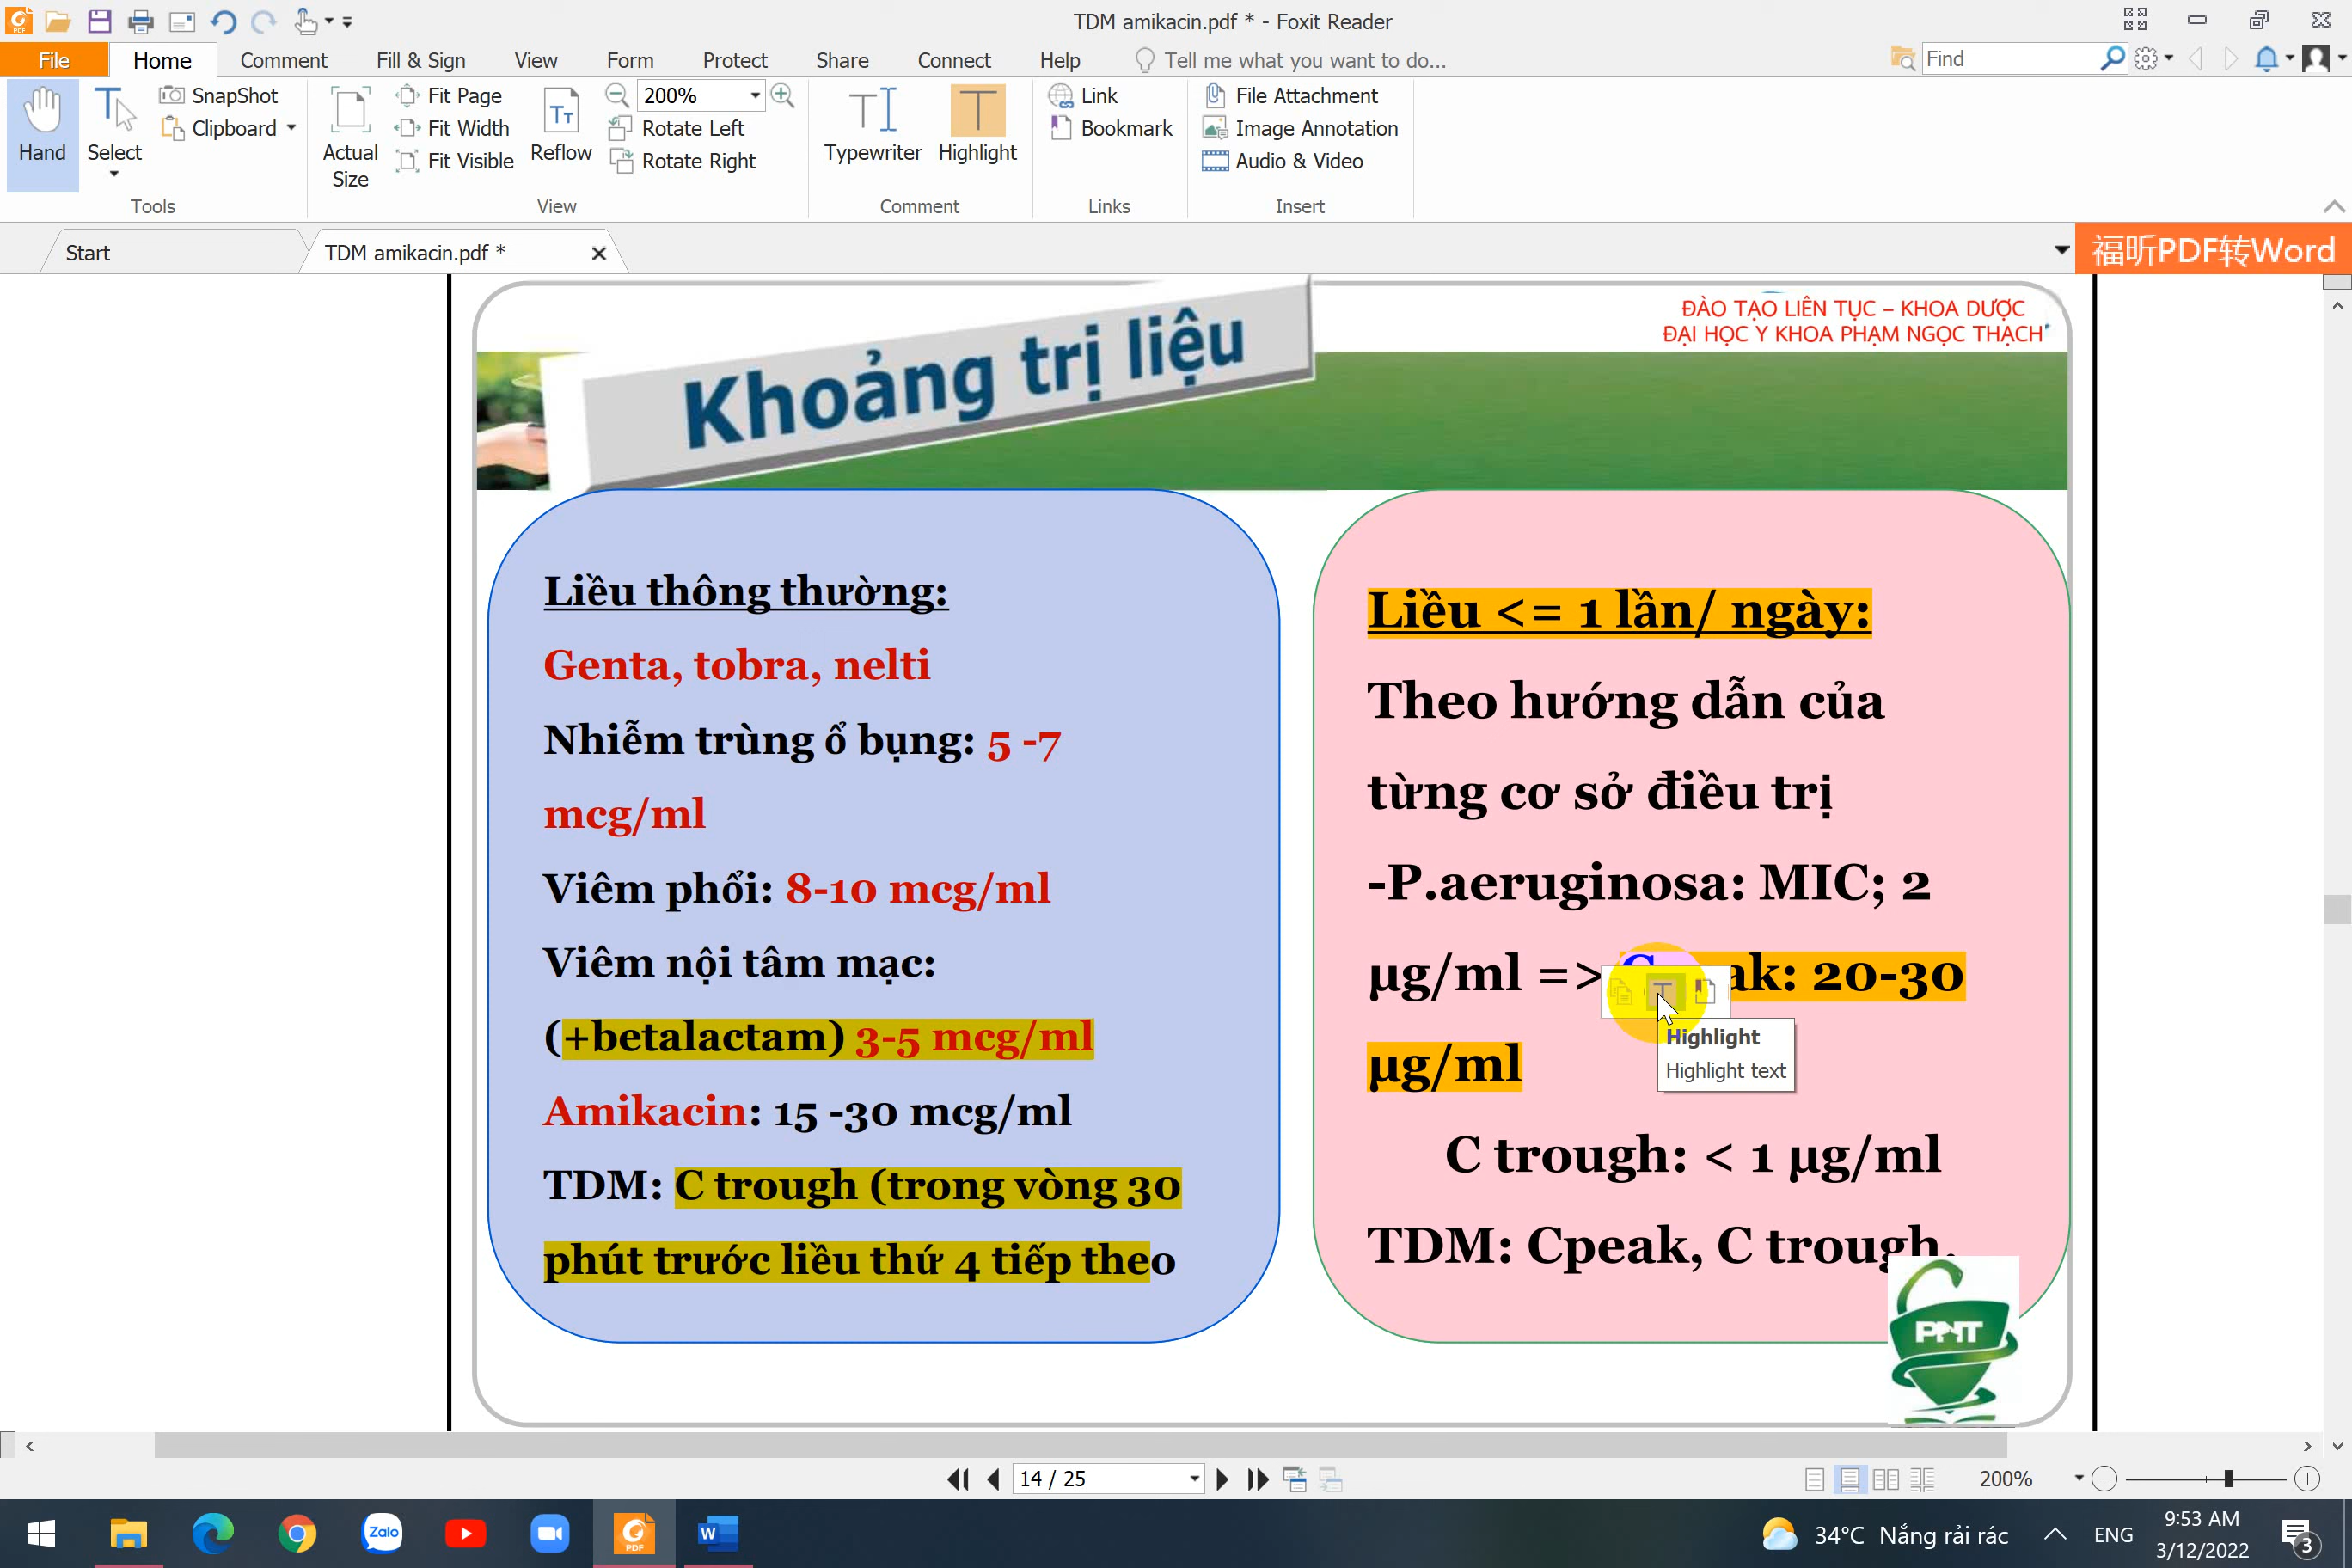 TDM amikacin.pdf * - Foxit Reader
File Home Comment Fill & Sign View Form Protect Share Connect Help Tell me what you want to do... Find
Hand
Select
SnapShot
Clipboard
Tools
Actual Size
Fit Page
Fit Width
Fit Visible
Reflow
200%
Rotate Left
Rotate Right
View
Typewriter
Highlight
Comment
Link
Bookmark
Links
File Attachment
Image Annotation
Audio & Video
Insert
Start
TDM amikacin.pdf *
福昕PDF转Word
ĐÀO TẠO LIÊN TỤC – KHOA DƯỢC
ĐẠI HỌC Y KHOA PHẠM NGỌC THẠCH
Khoảng trị liệu
Liều thông thường:
Genta, tobra, nelti
Nhiễm trùng ổ bụng: 5 -7
mcg/ml
Viêm phổi: 8-10 mcg/ml
Viêm nội tâm mạc:
(+betalactam) 3-5 mcg/ml
Amikacin: 15 -30 mcg/ml
TDM: C trough (trong vòng 30
phút trước liều thứ 4 tiếp theo
Liều <= 1 lần/ ngày:
Theo hướng dẫn của
từng cơ sở điều trị
-P.aeruginosa: MIC; 2
µg/ml => ak: 20-30
µg/ml
C trough: < 1 µg/ml
TDM: Cpeak, C trough.
Highlight
Highlight text
PNT
14 / 25
200%
Zalo
34°C Nắng rải rác
ENG
9:53 AM
3/12/2022
3